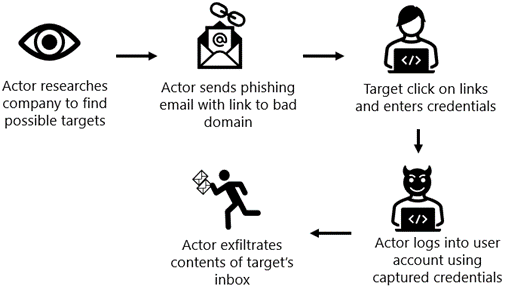 Actor researches
company to find
possible targets
Actor sends phishing
email with link to bad
domain
Target click on links
and enters credentials
Actor logs into user
account using
captured credentials
Actor exfiltrates
contents of target's
inbox